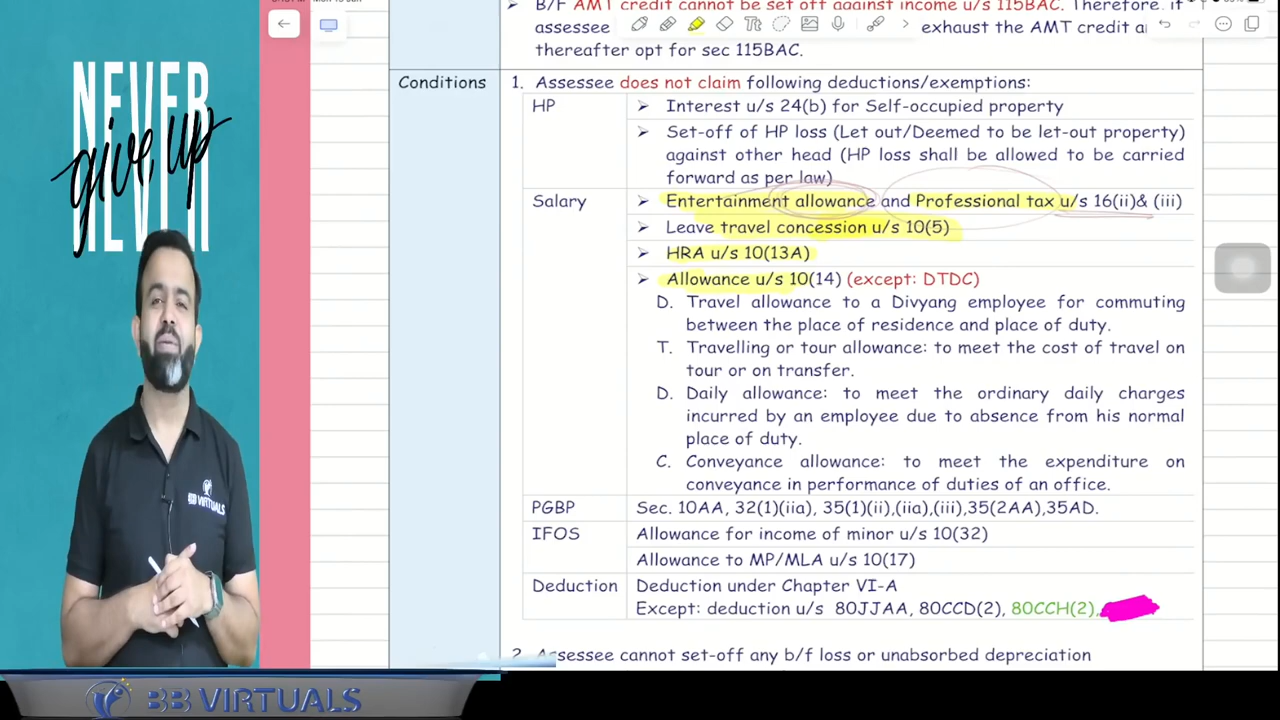 B/F AMT credit cannot be set off against income u/s 115BAC. Therefore, if
assessee exhaust the AMT credit
thereafter opt for sec 115BAC.
NEVER
give up
NEVER
Conditions
1. Assessee does not claim following deductions/exemptions:
HP
➢ Interest u/s 24(b) for Self-occupied property
➢ Set-off of HP loss (Let out/Deemed to be let-out property)
against other head (HP loss shall be allowed to be carried
forward as per law)
Salary
➢ Entertainment allowance and Professional tax u/s 16(ii)& (iii)
➢ Leave travel concession u/s 10(5)
➢ HRA u/s 10(13A)
➢ Allowance u/s 10(14) (except: DTDC)
D. Travel allowance to a Divyang employee for commuting
between the place of residence and place of duty.
T. Travelling or tour allowance: to meet the cost of travel on
tour or on transfer.
D. Daily allowance: to meet the ordinary daily charges
incurred by an employee due to absence from his normal
place of duty.
C. Conveyance allowance: to meet the expenditure on
conveyance in performance of duties of an office.
PGBP
Sec. 10AA, 32(1)(iia), 35(1)(ii),(iia),(iii),35(2AA),35AD.
IFOS
Allowance for income of minor u/s 10(32)
Allowance to MP/MLA u/s 10(17)
Deduction
Deduction under Chapter VI-A
Except: deduction u/s 80JJAA, 80CCD(2), 80CCH(2),
2. Assessee cannot set-off any b/f loss or unabsorbed depreciation
BB VIRTUALS
BB VIRTUALS